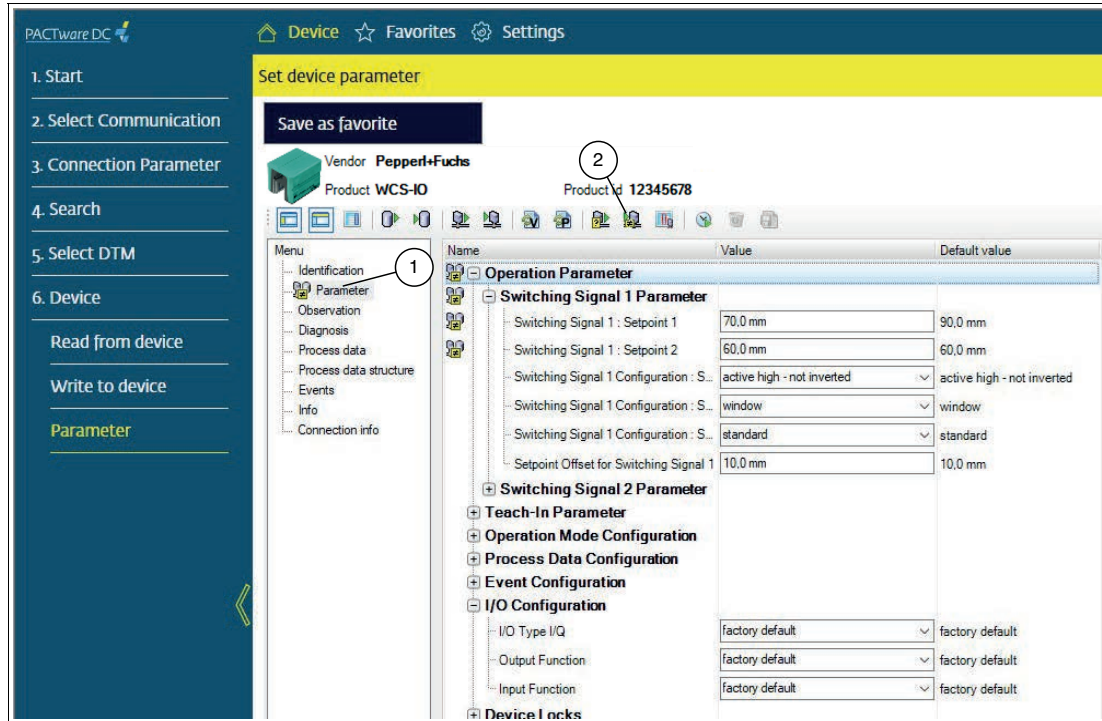 PACTware DC
Device Favorites Settings
1. Start
2. Select Communication
3. Connection Parameter
4. Search
5. Select DTM
6. Device
Read from device
Write to device
Parameter
Set device parameter
Save as favorite
Vendor Pepperl+Fuchs
Product WCS-IO
Product Id 12345678
2
1
Menu
Identification
Parameter
Observation
Diagnosis
Process data
Process data structure
Events
Info
Connection info
Name Value Default value
Operation Parameter
Switching Signal 1 Parameter
Switching Signal 1 : Setpoint 1 70,0 mm 90,0 mm
Switching Signal 1 : Setpoint 2 60,0 mm 60,0 mm
Switching Signal 1 Configuration : S... active high - not inverted active high - not inverted
Switching Signal 1 Configuration : S... window window
Switching Signal 1 Configuration : S... standard standard
Setpoint Offset for Switching Signal 1 10,0 mm 10,0 mm
Switching Signal 2 Parameter
Teach-In Parameter
Operation Mode Configuration
Process Data Configuration
Event Configuration
I/O Configuration
I/O Type I/Q factory default factory default
Output Function factory default factory default
Input Function factory default factory default
Device Locks